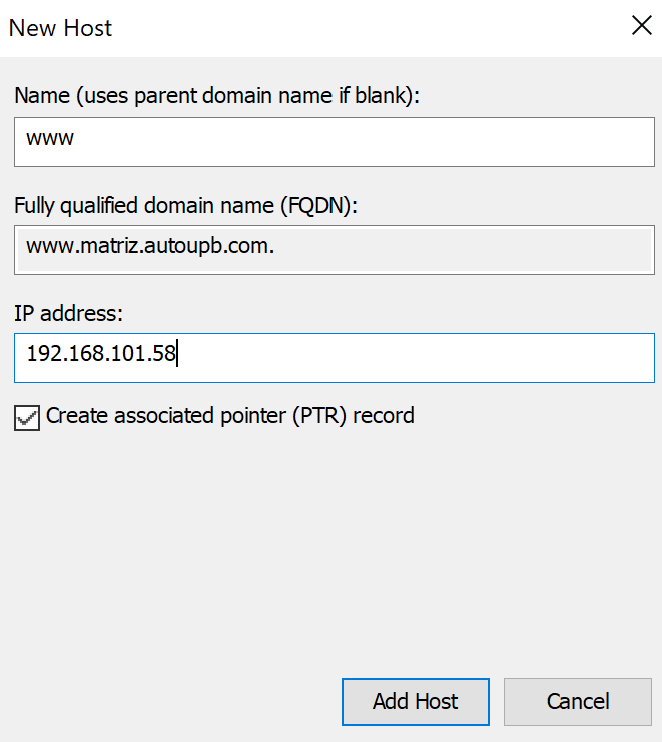 New Host
Name (uses parent domain name if blank):
www
Fully qualified domain name (FQDN):
www.matriz.autoupb.com.
IP address:
192.168.101.58
Create associated pointer (PTR) record
Add Host
Cancel